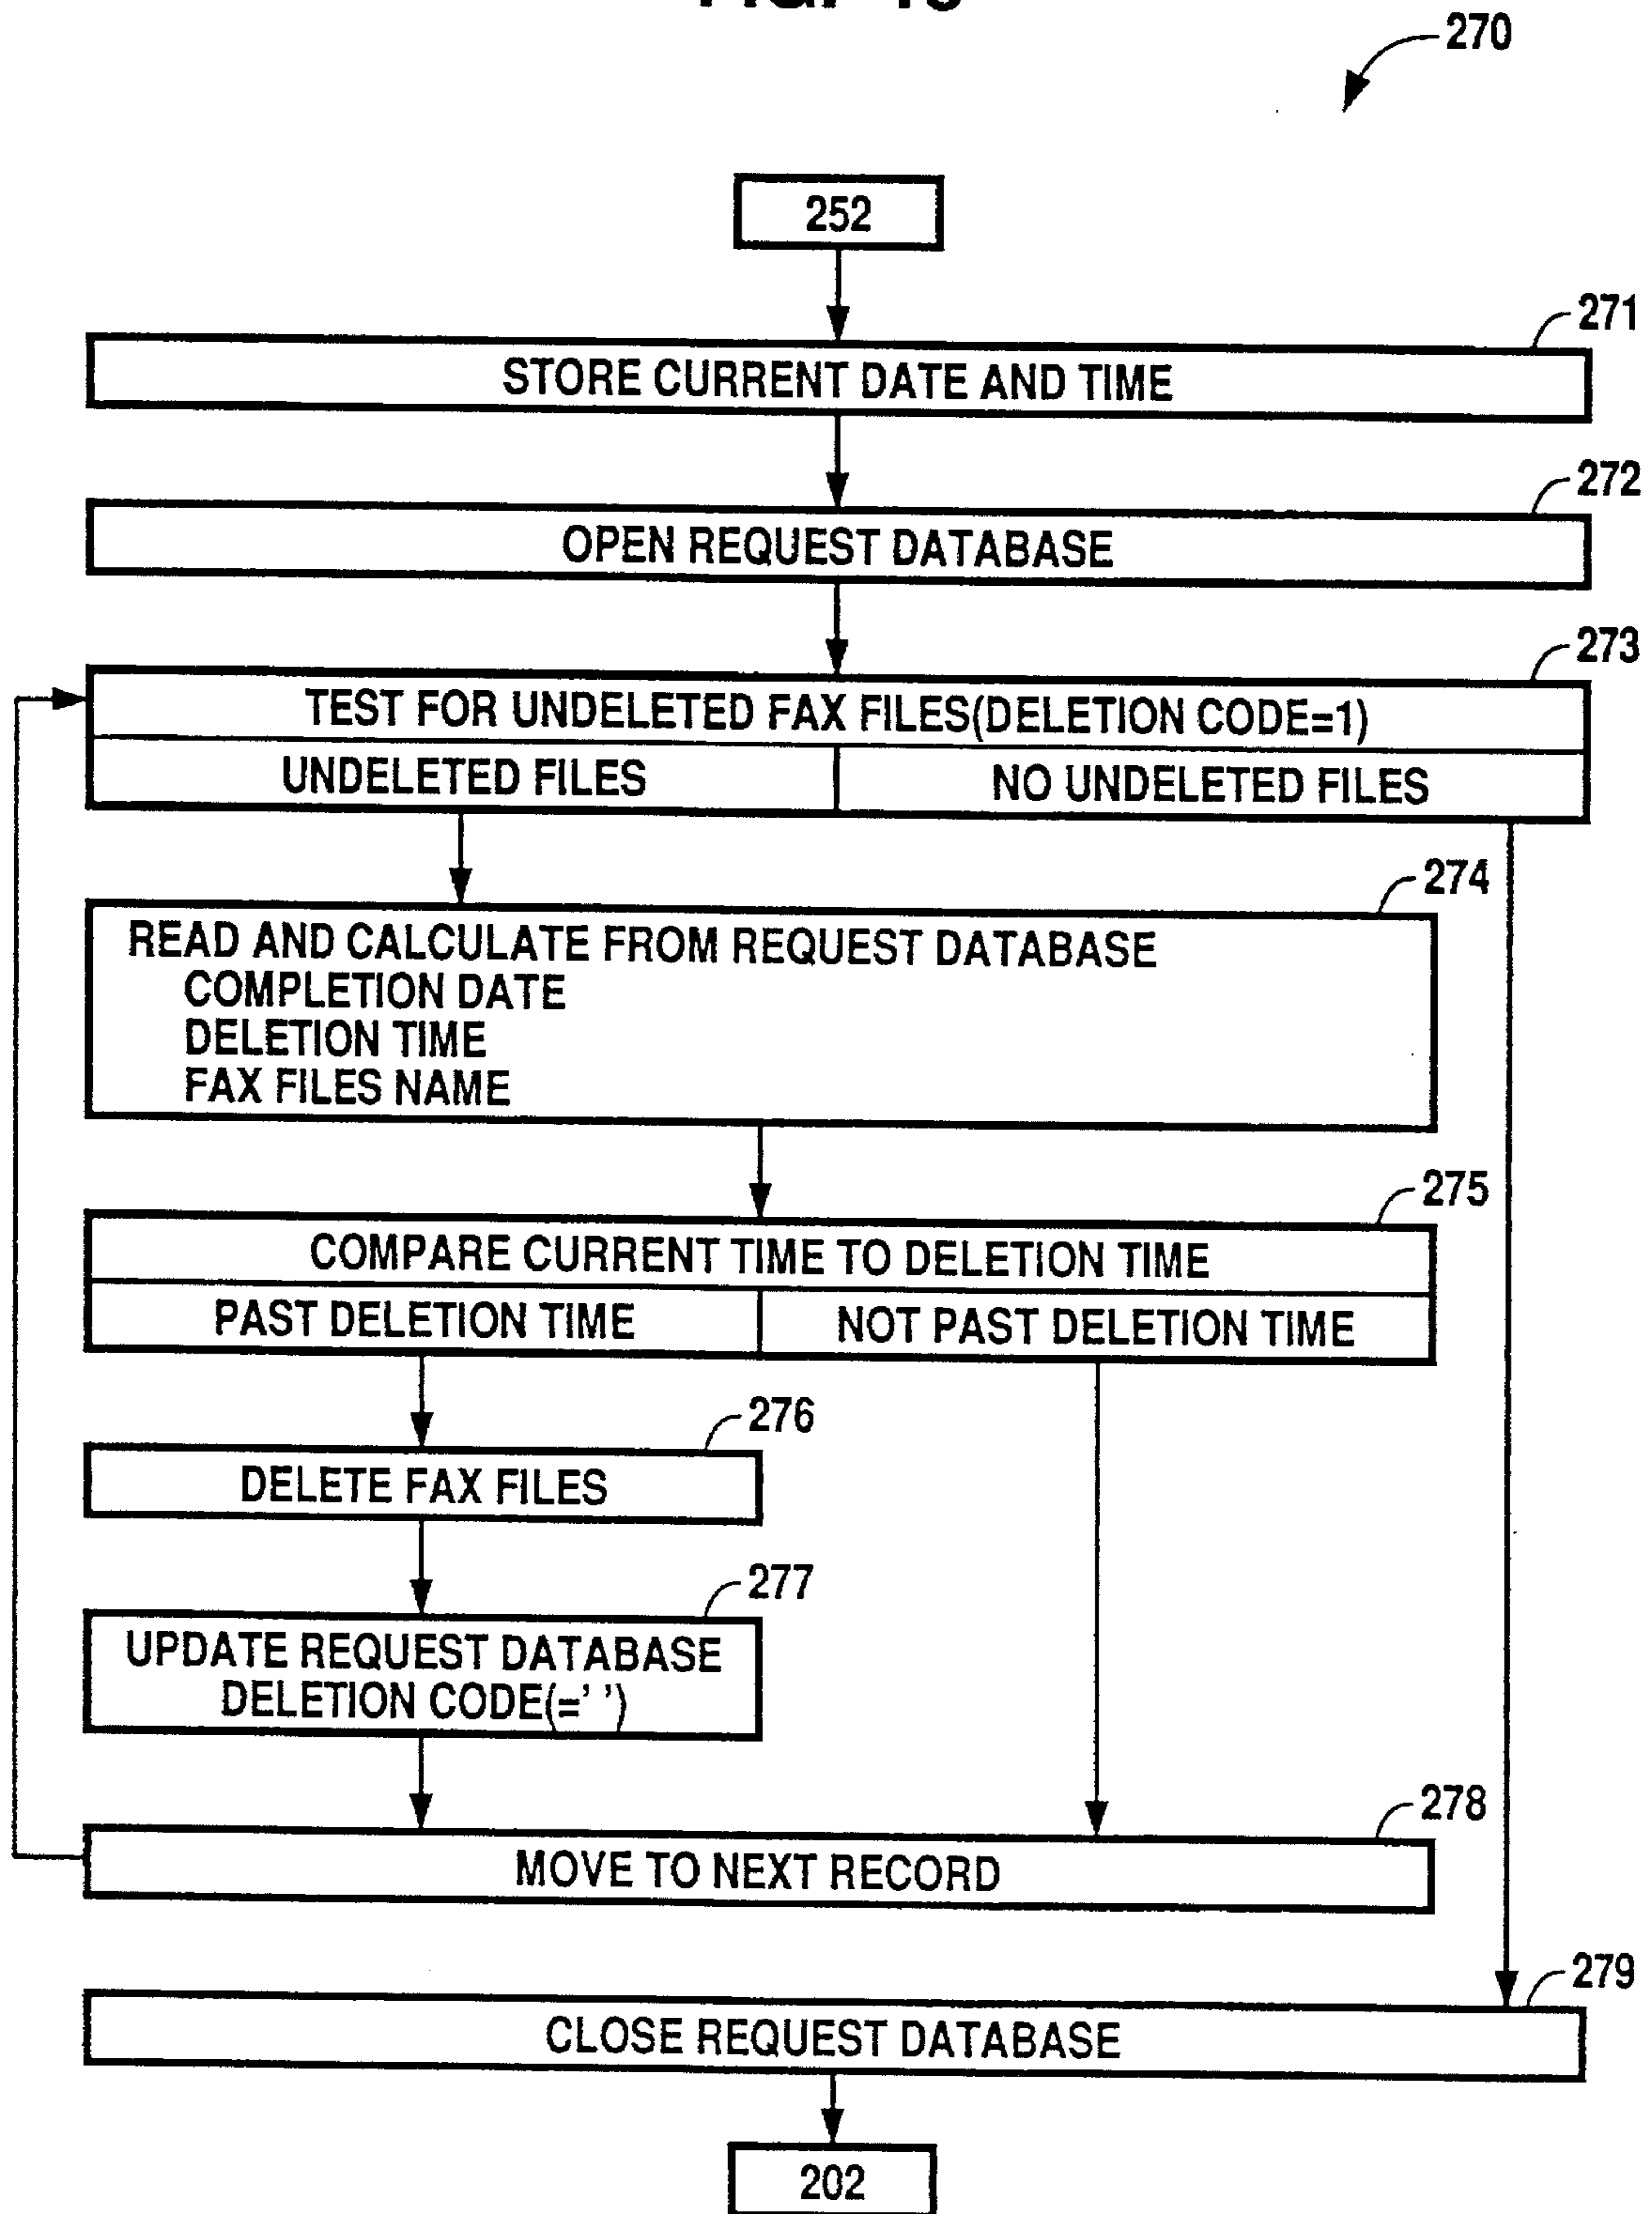 270
252
271
STORE CURRENT DATE AND TIME
272
OPEN REQUEST DATABASE
273
TEST FOR UNDELETED FAX FILES(DELETION CODE=1)
UNDELETED FILES
NO UNDELETED FILES
274
READ AND CALCULATE FROM REQUEST DATABASE
COMPLETION DATE
DELETION TIME
FAX FILES NAME
275
COMPARE CURRENT TIME TO DELETION TIME
PAST DELETION TIME
NOT PAST DELETION TIME
276
DELETE FAX FILES
277
UPDATE REQUEST DATABASE
DELETION CODE(=' ')
278
MOVE TO NEXT RECORD
279
CLOSE REQUEST DATABASE
202